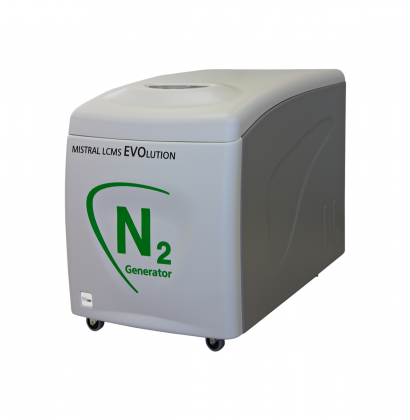 MISTRAL LCMS EVOLUTION
N2
Generator